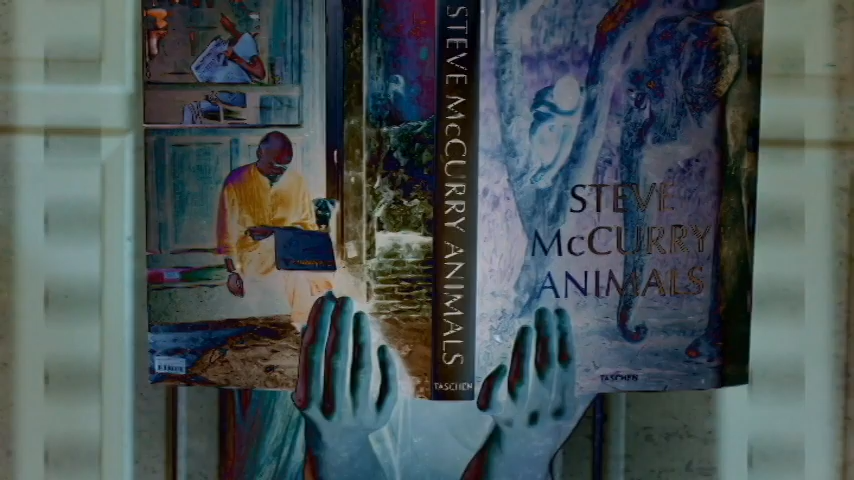 STEVE McCURRY ANIMALS
TASCHEN
STEVE
McCURRY
ANIMALS
TASCHEN